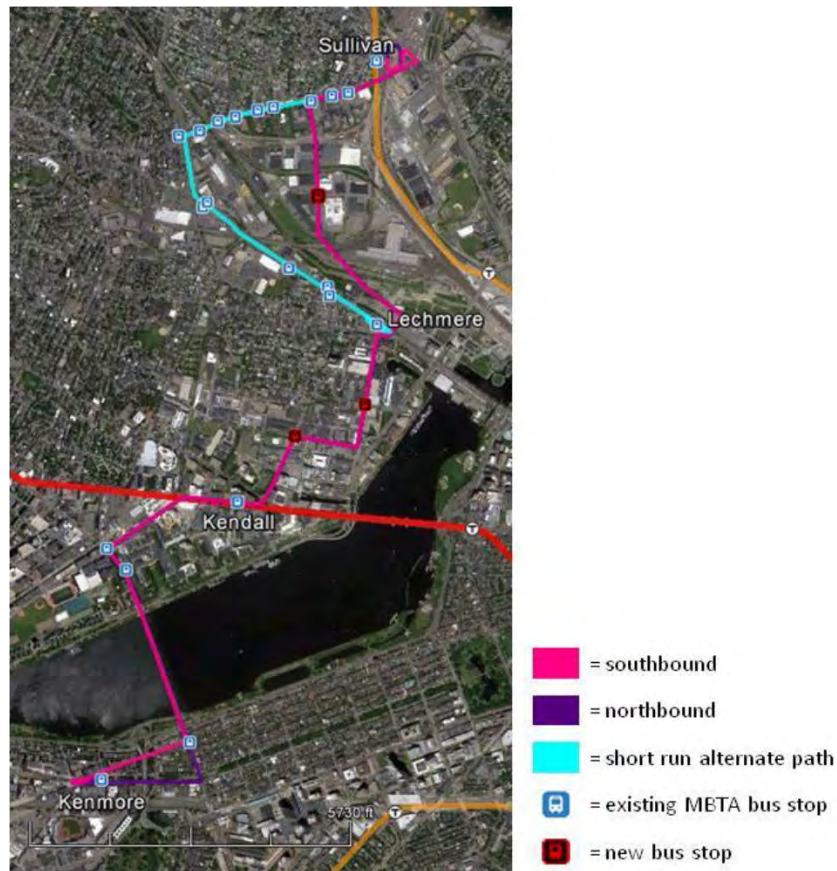 Sullivan
Lechmere
Kendall
Kenmore
5730 ft
T
T
T
= southbound
= northbound
= short run alternate path
= existing MBTA bus stop
= new bus stop